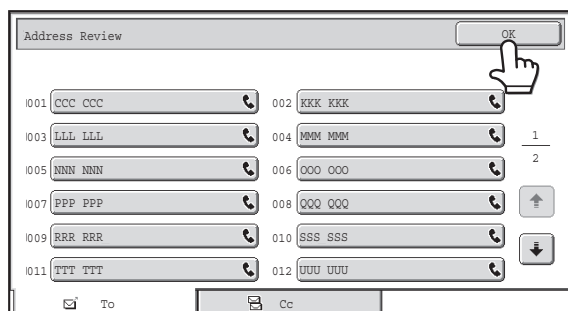 Address Review OK
001 CCC CCC 002 KKK KKK
003 LLL LLL 004 MMM MMM
1
005 NNN NNN 006 OOO OOO
2
007 PPP PPP 008 QQQ QQQ
009 RRR RRR 010 SSS SSS
011 TTT TTT 012 UUU UUU
To Cc